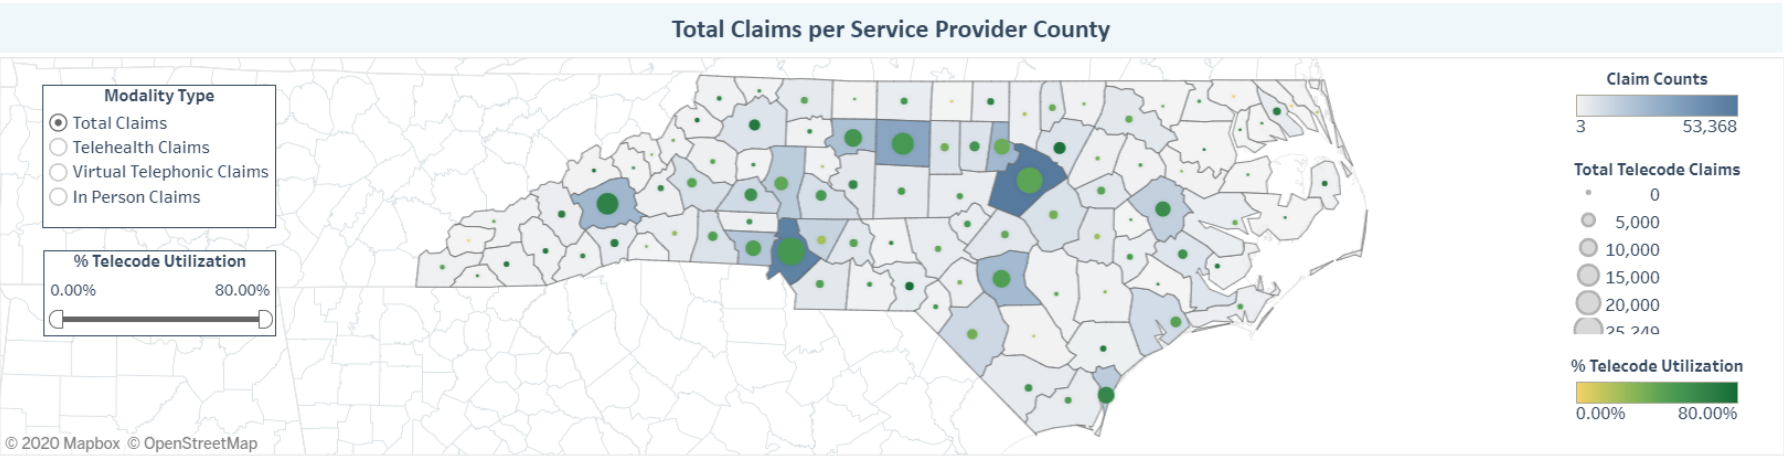 Total Claims per Service Provider County
Modality Type
Total Claims
Telehealth Claims
Virtual Telephonic Claims
In Person Claims
% Telecode Utilization
0.00% 80.00%
© 2020 Mapbox © OpenStreetMap
Claim Counts
3 53,368
Total Telecode Claims
0
5,000
10,000
15,000
20,000
25,249
% Telecode Utilization
0.00% 80.00%